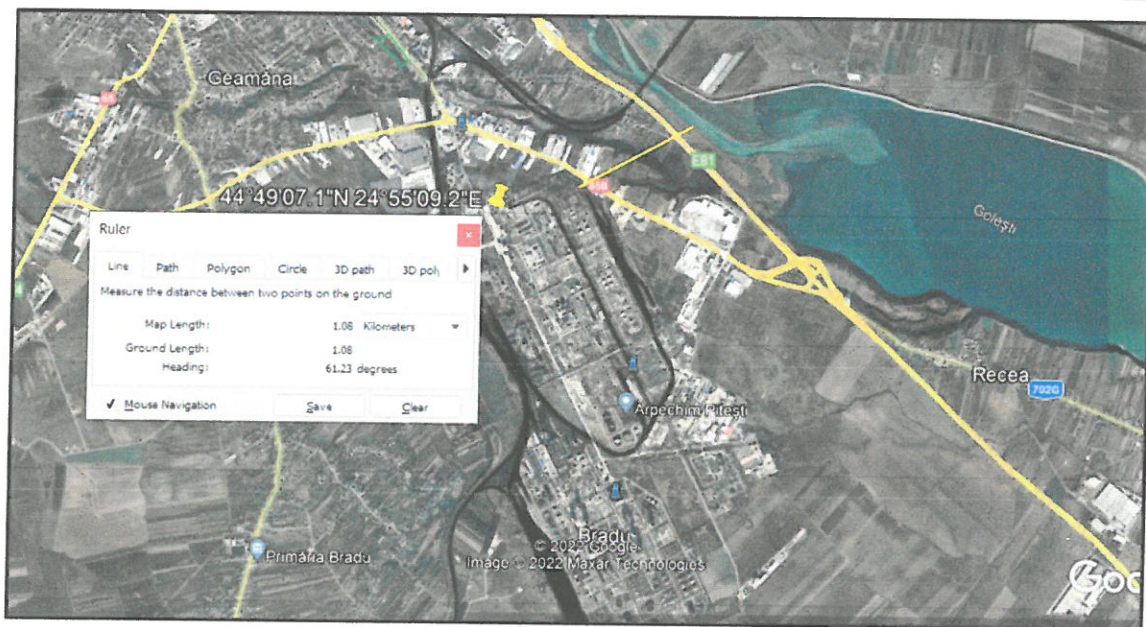 Geamăna
65
E81
65B
44°49'07.1"N 24°55'09.2"E
Golești
Ruler
Line Path Polygon Circle 3D path 3D poly
Measure the distance between two points on the ground
Map Length: 1.08 Kilometers
Ground Length: 1.08
Heading: 61.23 degrees
Mouse Navigation Save Clear
Recea
702G
Arpechim Pitești
Bradu
© 2022 Google
Image © 2022 Maxar Technologies
Primăria Bradu
Goo